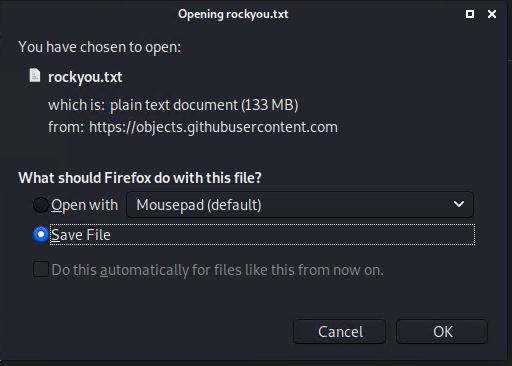 Opening rockyou.txt
You have chosen to open:
rockyou.txt
which is: plain text document (133 MB)
from: https://objects.githubusercontent.com
What should Firefox do with this file?
Open with Mousepad (default)
Save File
Do this automatically for files like this from now on.
Cancel OK